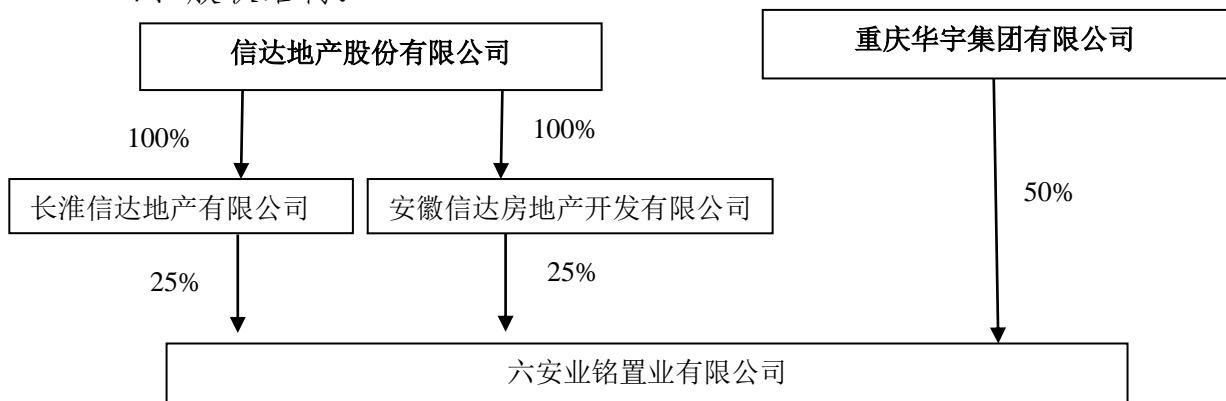 信达地产股份有限公司
重庆华宇集团有限公司
100%
100%
长淮信达地产有限公司
安徽信达房地产开发有限公司
50%
25%
25%
六安业铭置业有限公司